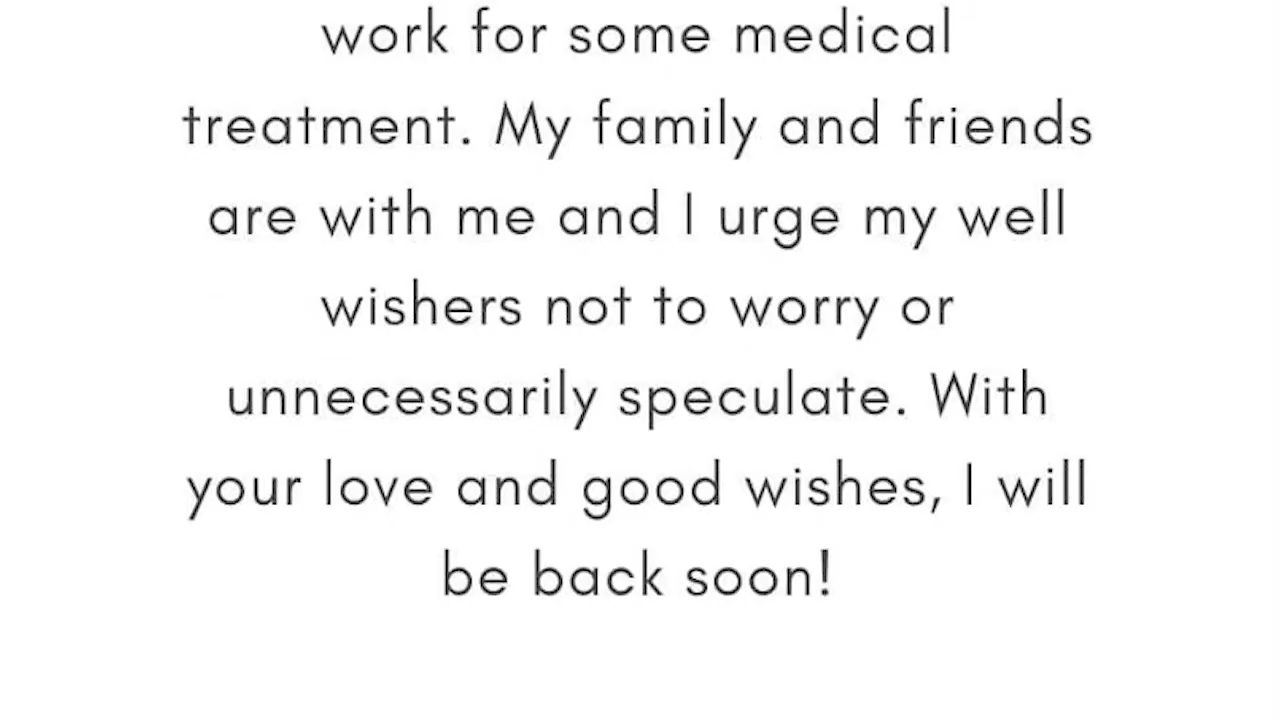 work for some medical
treatment. My family and friends
are with me and I urge my well
wishers not to worry or
unnecessarily speculate. With
your love and good wishes, I will
be back soon!